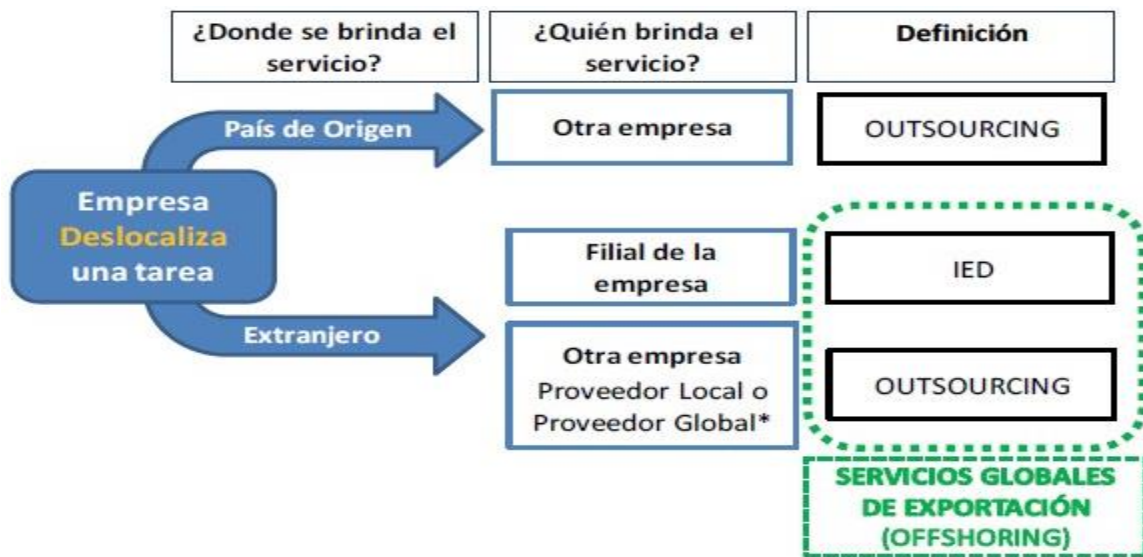 ¿Donde se brinda el
servicio?
¿Quién brinda el
servicio?
Definición
País de Origen
Otra empresa
OUTSOURCING
Empresa
Deslocaliza
una tarea
Filial de la
empresa
IED
Extranjero
Otra empresa
Proveedor Local o
Proveedor Global*
OUTSOURCING
SERVICIOS GLOBALES
DE EXPORTACIÓN
(OFFSHORING)